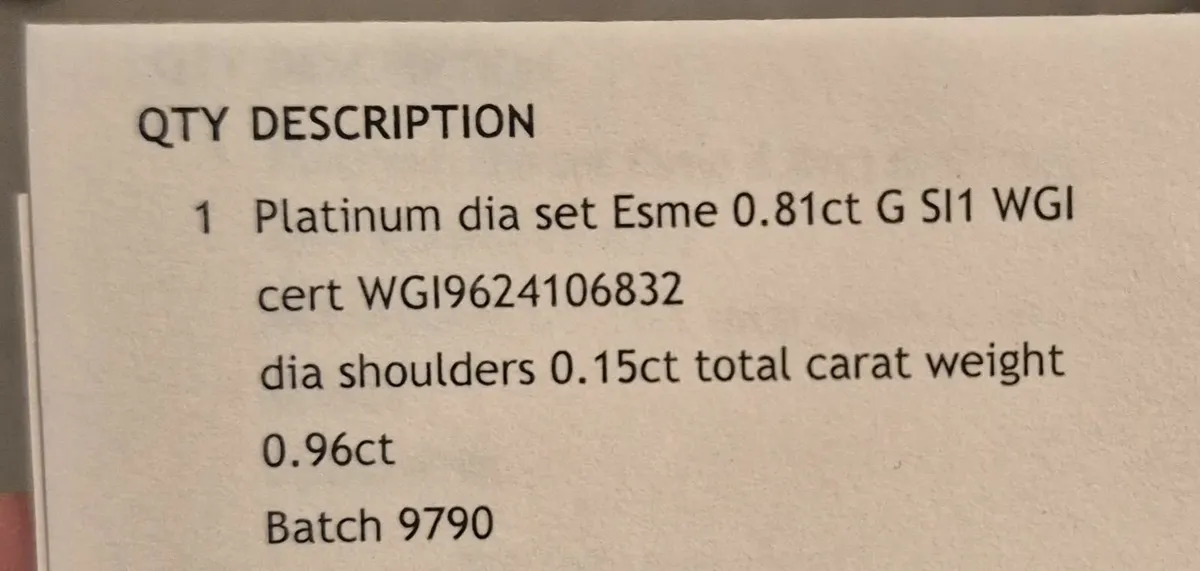 QTY DESCRIPTION
1 Platinum dia set Esme 0.81ct G SI1 WGI
cert WGI9624106832
dia shoulders 0.15ct total carat weight
0.96ct
Batch 9790